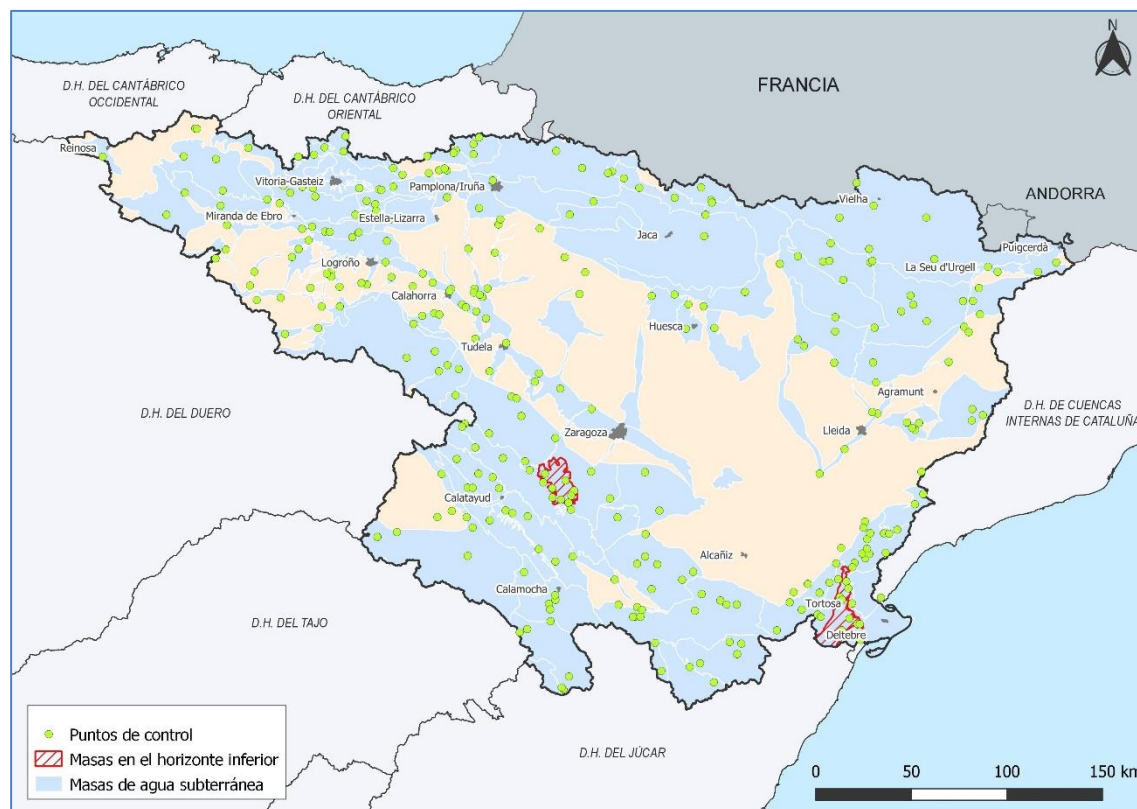 D.H. DEL CANTÁBRICO
OCCIDENTAL
D.H. DEL CANTÁBRICO
ORIENTAL
FRANCIA
N
ANDORRA
Reinosa
Vitoria-Gasteiz
Pamplona/Iruña
Vielha
Miranda de Ebro
Estella-Lizarra
Jaca
Puigcerdà
La Seu d'Urgell
Logroño
Calahorra
Huesca
Tudela
Agramunt
D.H. DEL DUERO
D.H. DE CUENCAS
INTERNAS DE CATALUÑA
Zaragoza
Lleida
Calatayud
Alcañiz
Calamocha
Tortosa
D.H. DEL TAJO
Deltebre
D.H. DEL JÚCAR
Puntos de control
Masas en el horizonte inferior
Masas de agua subterránea
0 50 100 150 km